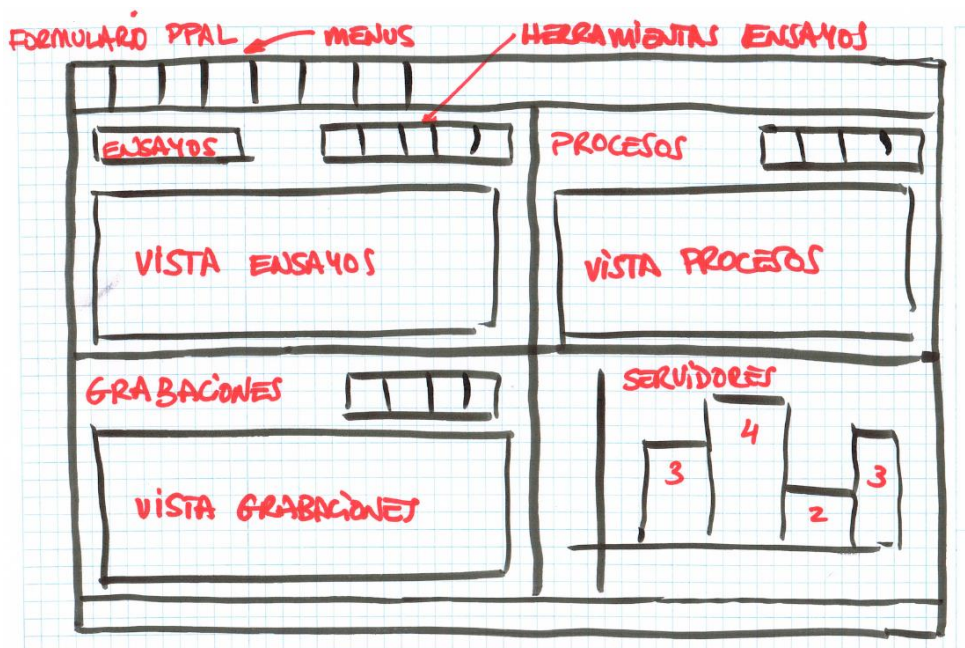 FORMULARIO PPAL
MENUS
HERRAMIENTAS ENSAYOS
ENSAYOS
PROCESOS
VISTA ENSAYOS
VISTA PROCESOS
GRABACIONES
SERVIDORES
3
4
2
3
VISTA GRABACIONES